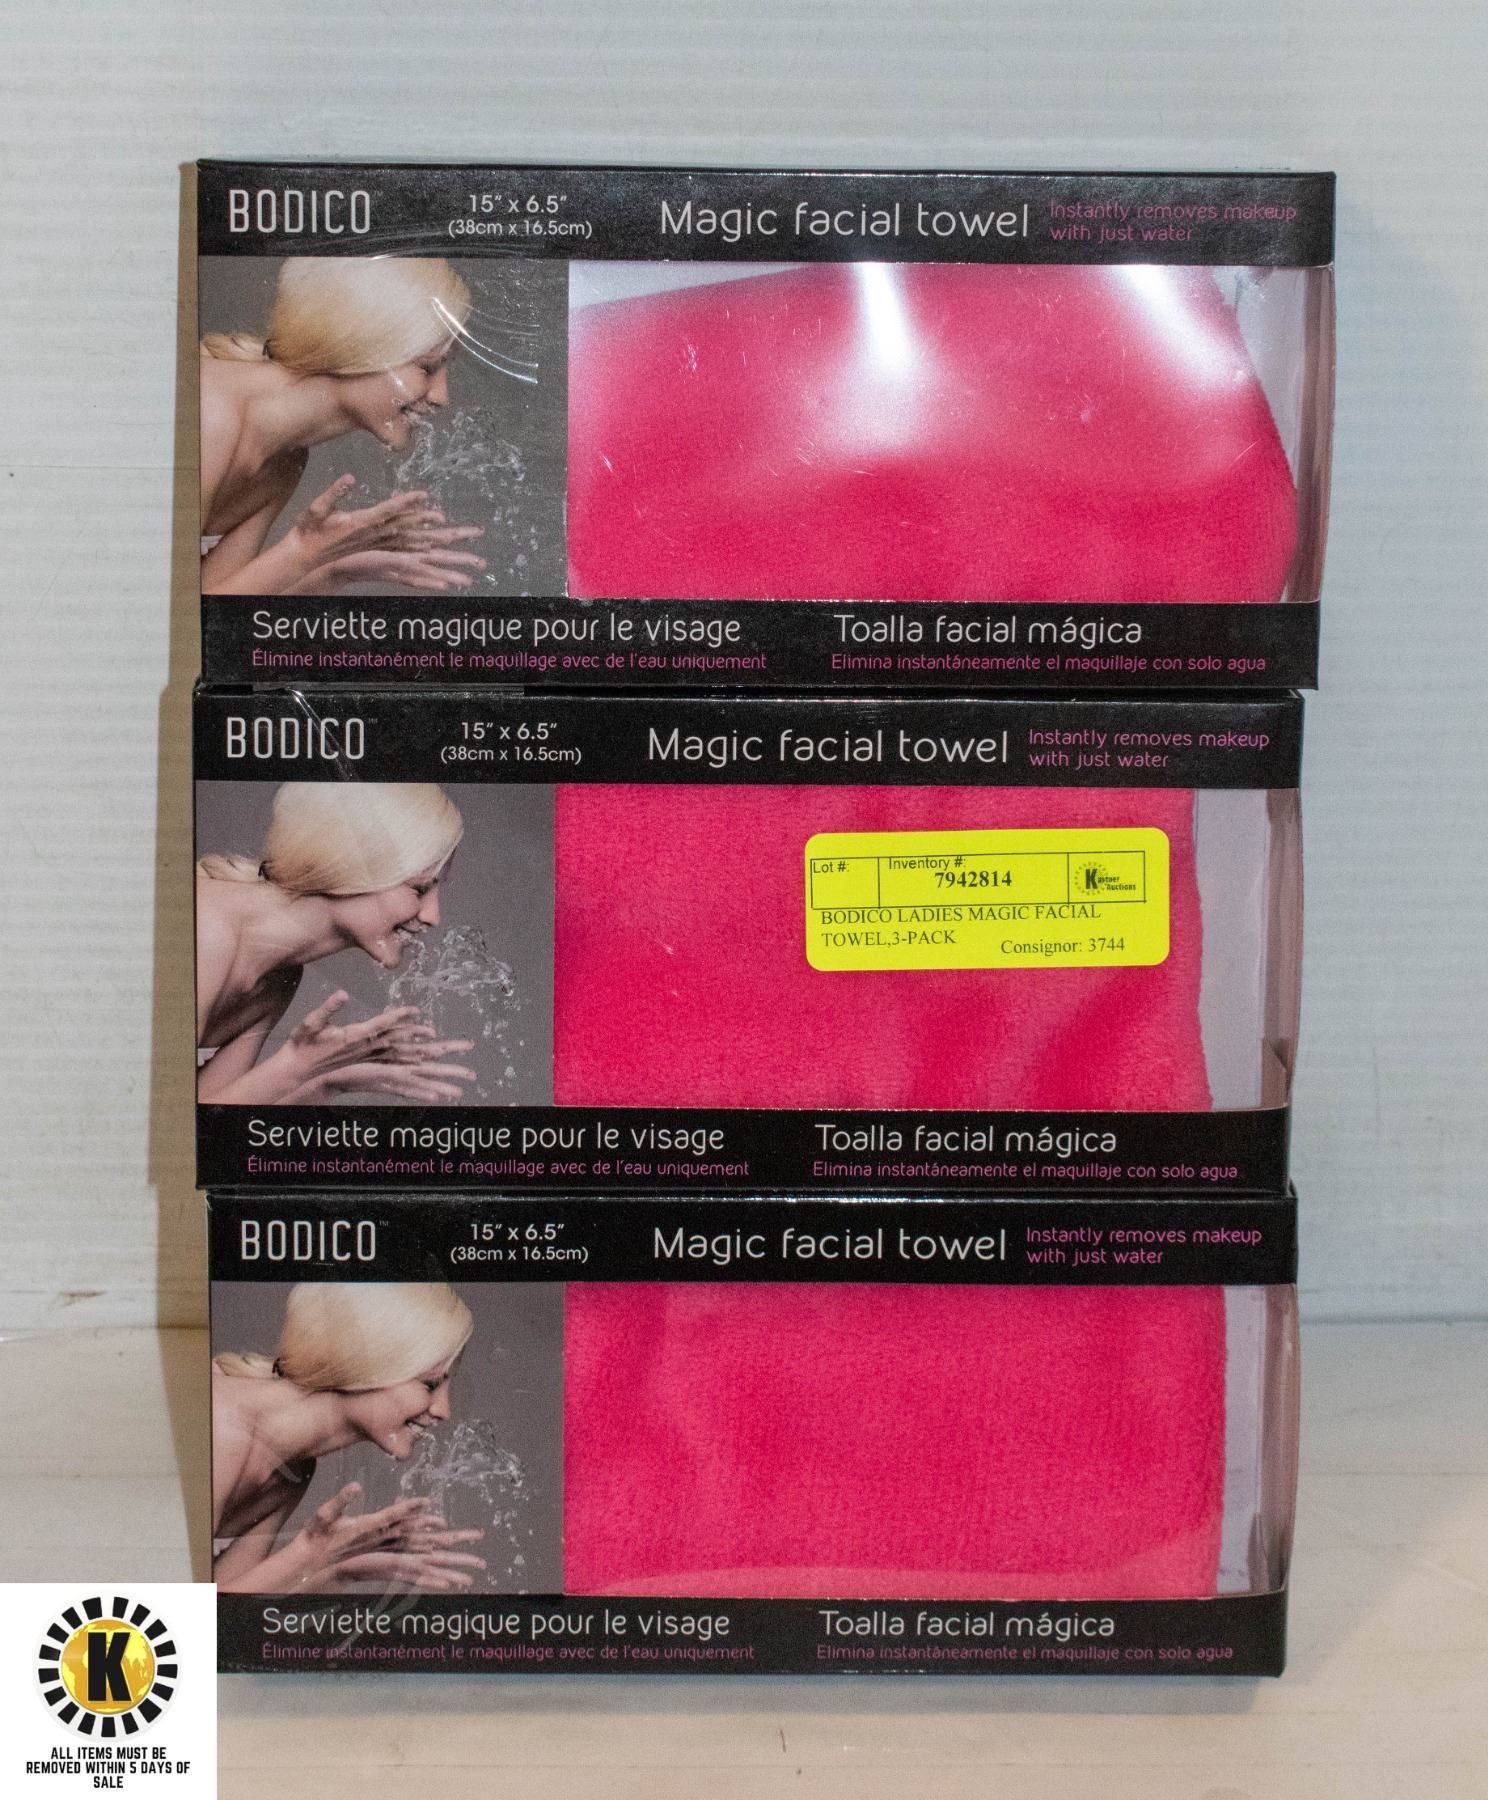 BODICO™
15" x 6.5"
(38cm x 16.5cm)
Magic facial towel
Instantly removes makeup
with just water
Serviette magique pour le visage
Élimine instantanément le maquillage avec de l'eau uniquement
Toalla facial mágica
Elimina instantáneamente el maquillaje con solo agua
BODICO™
15" x 6.5"
(38cm x 16.5cm)
Magic facial towel
Instantly removes makeup
with just water
Lot #:
Inventory #:
7942814
Kastner
Auctions
BODICO LADIES MAGIC FACIAL
TOWEL,3-PACK
Consignor: 3744
Serviette magique pour le visage
Élimine instantanément le maquillage avec de l'eau uniquement
Toalla facial mágica
Elimina instantáneamente el maquillaje con solo agua
BODICO™
15" x 6.5"
(38cm x 16.5cm)
Magic facial towel
Instantly removes makeup
with just water
Serviette magique pour le visage
Élimine instantanément le maquillage avec de l'eau uniquement
Toalla facial mágica
Elimina instantáneamente el maquillaje con solo agua
K
ALL ITEMS MUST BE
REMOVED WITHIN 5 DAYS OF
SALE